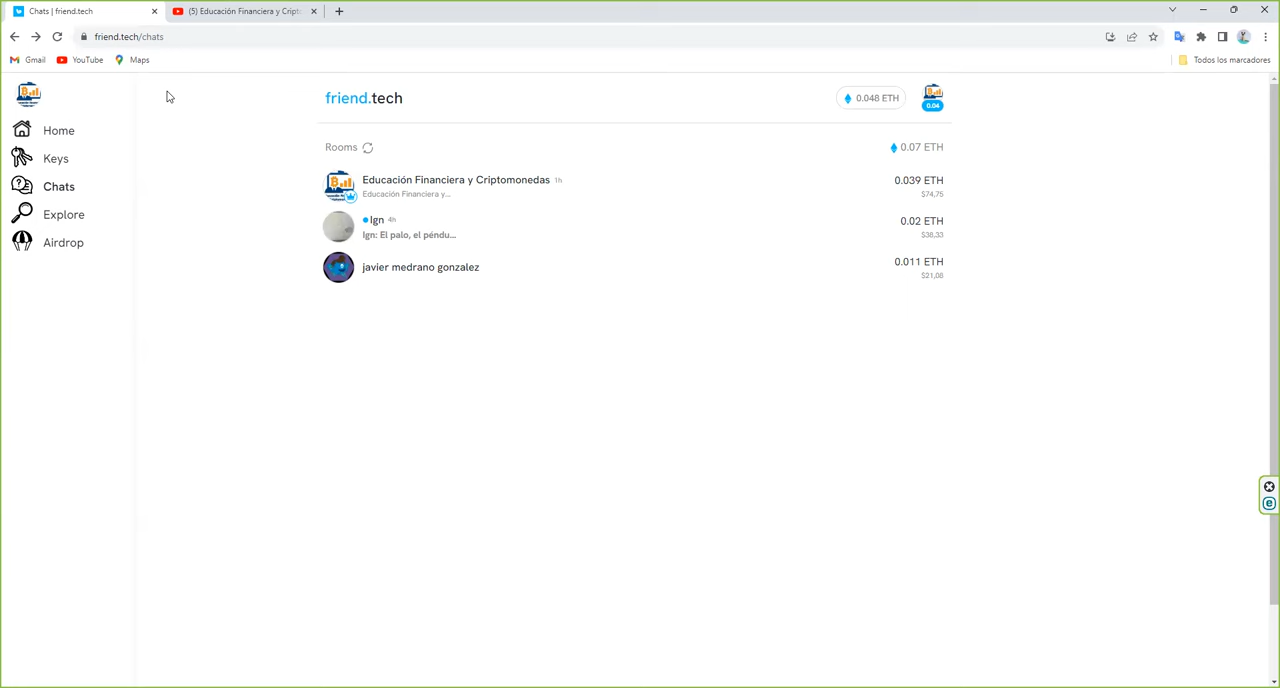 Chats | friend.tech
(5) Educación Financiera y Cripto
friend.tech/chats
Gmail YouTube Maps Todos los marcadores
friend.tech 0.048 ETH
0.04
Home
Keys
Chats
Explore
Airdrop
Rooms 0.07 ETH
Educación Financiera y Criptomonedas 1h 0.039 ETH
Educación Financiera y... $74,75
Ign 4h 0.02 ETH
Ign: El palo, el péndu... $38,33
javier medrano gonzalez 0.011 ETH
$21,08